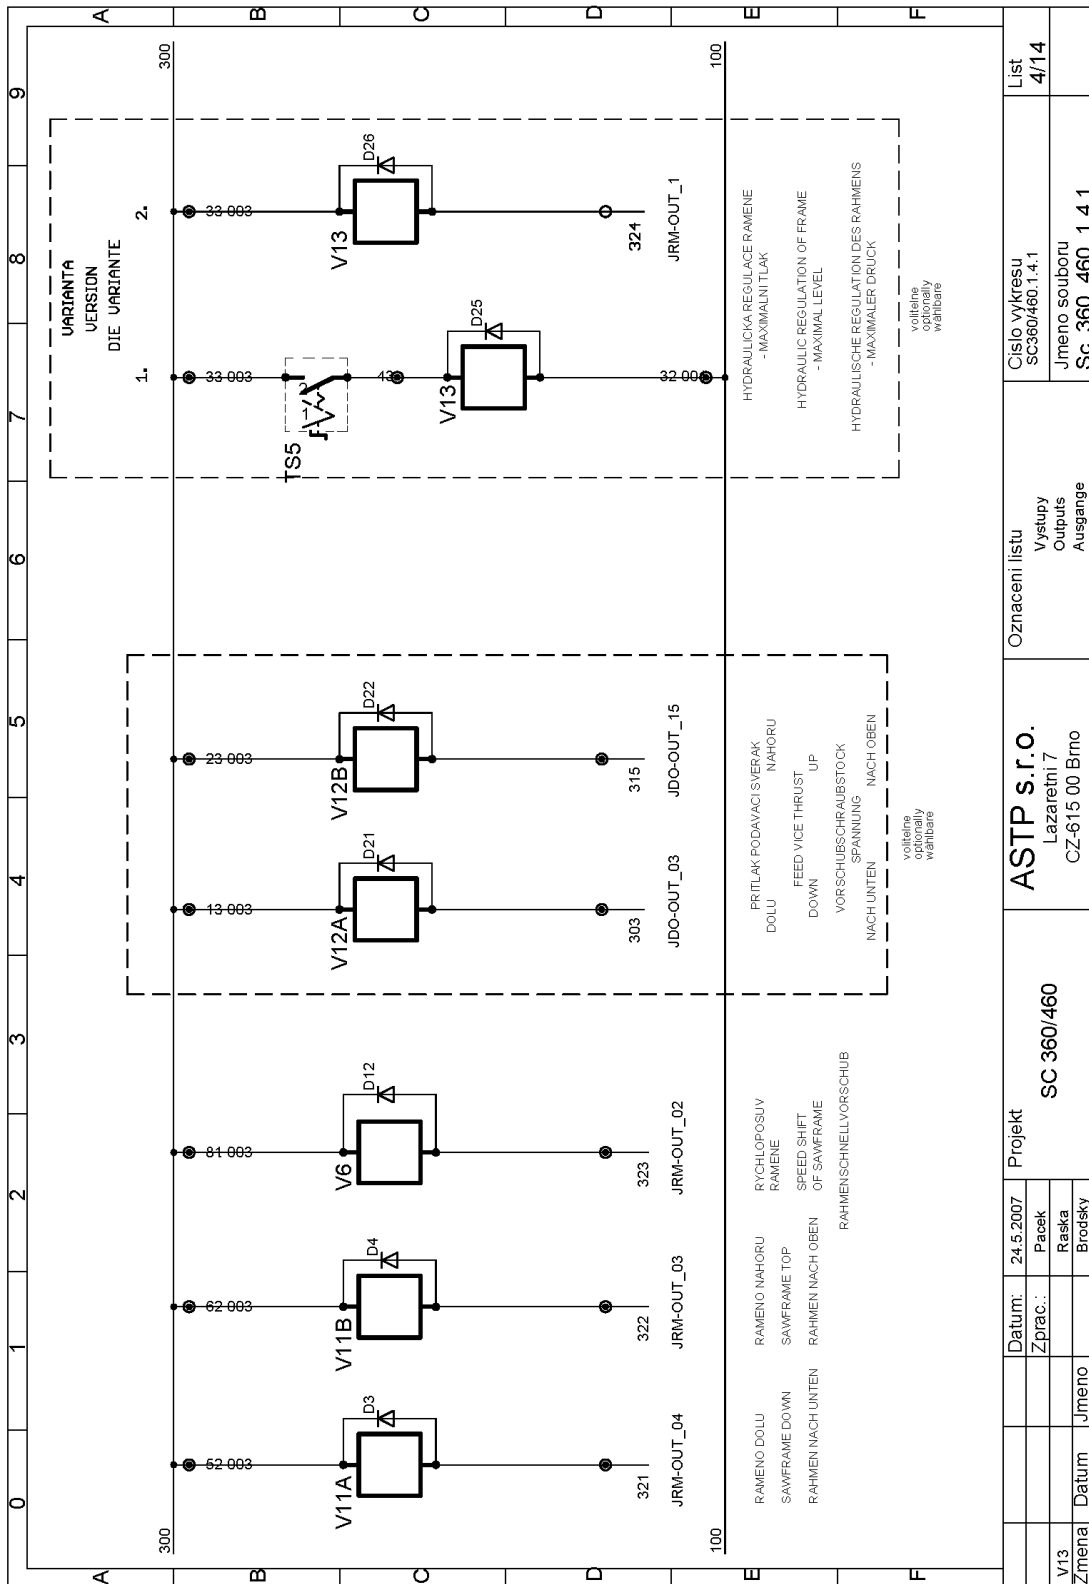 0 1 2 3 4 5 6 7 8 9
A
B
C
D
E
F
A
B
C
D
E
F
300
300
100
100
52 003
V11A
D3
321
JRM-OUT_04
RAMENO DOLU
SAWFRAME DOWN
RAHMEN NACH UNTEN
62 003
V11B
D4
322
JRM-OUT_03
RAMENO NAHORU
SAWFRAME TOP
RAHMEN NACH OBEN
81 003
V6
D12
323
JRM-OUT_02
RYCHLOPOSUV
RAMENE
SPEED SHIFT
OF SAWFRAME
RAHMENSCHNELLVORSCHUB
13 003
V12A
D21
303
JDO-OUT_03
23 003
V12B
D22
315
JDO-OUT_15
PRITLAK PODAVACI SVERAK
DOLU NAHORU
FEED VICE THRUST
DOWN UP
VORSCHUBSCHRAUBSTOCK
SPANNUNG
NACH UNTEN NACH OBEN
volitelne
optionally
wählbare
VARIANTA
VERSION
DIE VARIANTE
1.
2.
33 003
TS5
43
V13
D25
32 00
33 003
V13
D26
324
JRM-OUT_1
HYDRAULICKA REGULACE RAMENE
- MAXIMALNI TLAK
HYDRAULIC REGULATION OF FRAME
- MAXIMAL LEVEL
HYDRAULISCHE REGULATION DES RAHMENS
- MAXIMALER DRUCK
volitelne
optionally
wählbare
V13
Zmena Datum Jmeno
Datum: 24.5.2007
Zprac.: Pacek
Raska
Brodsky
Projekt
SC 360/460
ASTP s.r.o.
Lazaretni 7
CZ-615 00 Brno
Oznaceni listu
Vystupy
Outputs
Ausgange
Cislo vykresu
SC360/460.1.4.1
Jmeno souboru
Sc_360_460_1.4.1
List
4/14